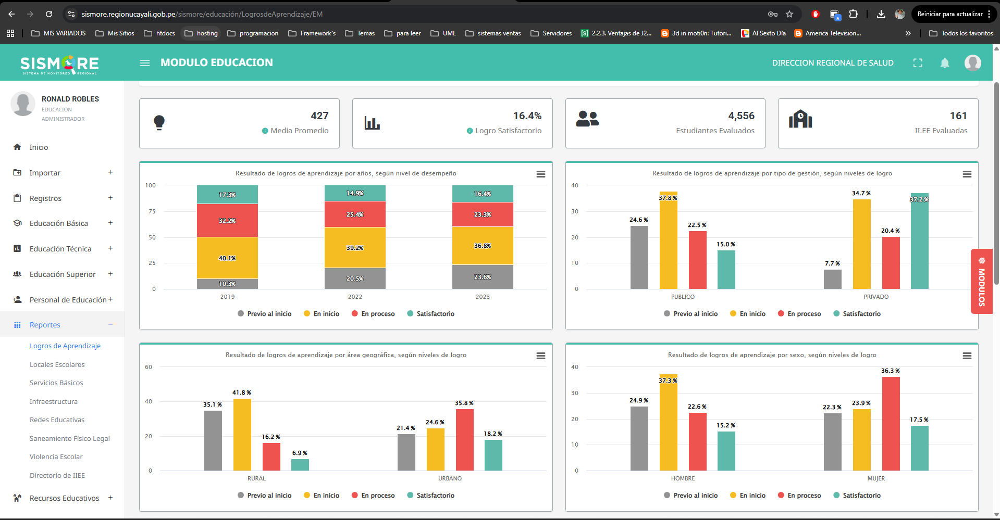 sismore.regionucayali.gob.pe/sismore/educación/LogrosdeAprendizaje/EM
Reiniciar para actualizar
MIS VARIADOS
Mis Sitios
htdocs
hosting
programacion
Framework`s
Temas
para leer
UML
sistemas ventas
Servidores
2.2.3. Ventajas de J2...
3d in moti0n: Tutori...
Al Sexto Día
America Television...
»
Todos los favoritos
SISMORE
SISTEMA DE MONITOREO REGIONAL
MODULO EDUCACION
DIRECCION REGIONAL DE SALUD
RONALD ROBLES
EDUCACION
ADMINISTRADOR
Inicio
Importar +
Registros +
Educación Básica +
Educación Técnica +
Educación Superior +
Personal de Educación +
Reportes −
Logros de Aprendizaje
Locales Escolares
Servicios Básicos
Infraestructura
Redes Educativas
Saneamiento Físico Legal
Violencia Escolar
Directorio de IIEE
Recursos Educativos +
427
Media Promedio
16.4%
Logro Satisfactorio
4,556
Estudiantes Evaluados
161
II.EE Evaluadas
Resultado de logros de aprendizaje por años, según nivel de desempeño
100
75
50
25
0
17.3%
32.2%
40.1%
10.3%
14.9%
25.4%
39.2%
20.5%
16.4%
23.3%
36.8%
23.6%
2019 2022 2023
Previo al inicio En inicio En proceso Satisfactorio
Resultado de logros de aprendizaje por tipo de gestión, según niveles de logro
40
30
20
10
0
24.6 %
37.8 %
22.5 %
15.0 %
7.7 %
34.7 %
20.4 %
37.2 %
PUBLICO PRIVADO
Previo al inicio En inicio En proceso Satisfactorio
MODULOS
Resultado de logros de aprendizaje por área geográfica, según niveles de logro
60
40
20
0
35.1 %
41.8 %
16.2 %
6.9 %
21.4 %
24.6 %
35.8 %
18.2 %
RURAL URBANO
Previo al inicio En inicio En proceso Satisfactorio
Resultado de logros de aprendizaje por sexo, según niveles de logro
40
30
20
10
0
24.9 %
37.3 %
22.6 %
15.2 %
22.3 %
23.9 %
36.3 %
17.5 %
HOMBRE MUJER
Previo al inicio En inicio En proceso Satisfactorio